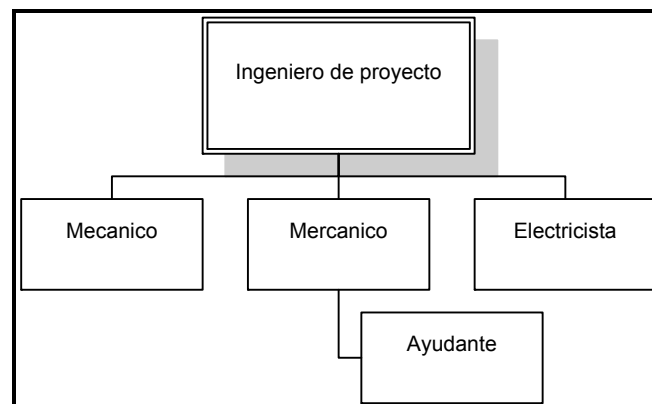 Ingeniero de proyecto
Mecanico
Mercanico
Electricista
Ayudante